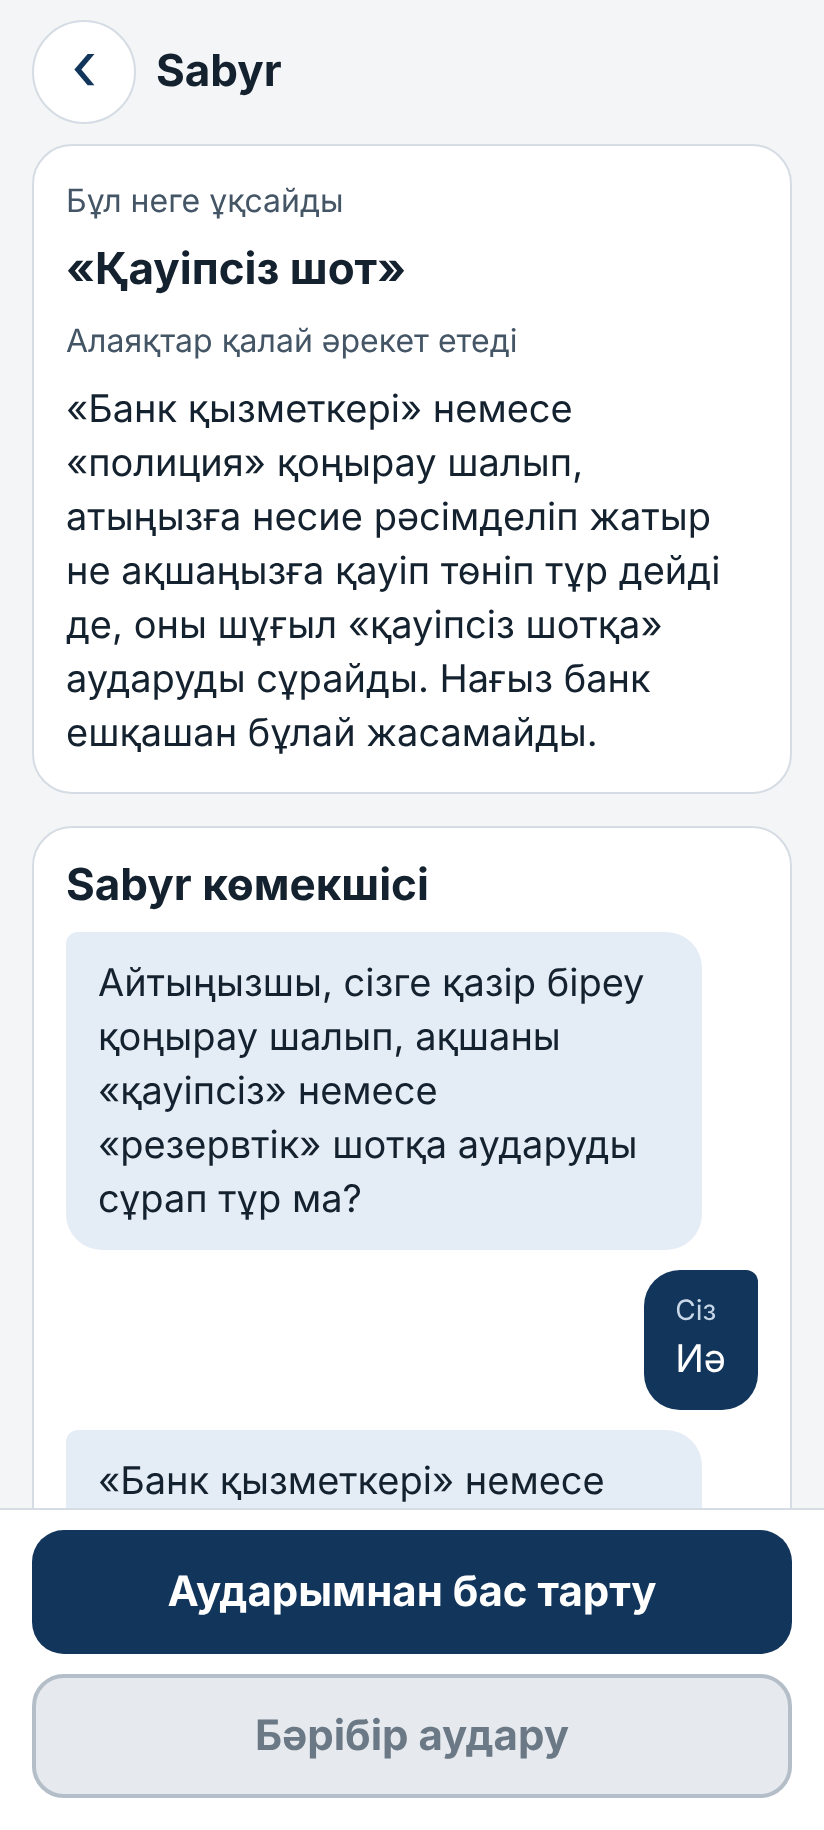 Sabyr
Бұл неге ұқсайды
«Қауіпсіз шот»
Алаяқтар қалай әрекет етеді
«Банк қызметкері» немесе
«полиция» қоңырау шалып,
атыңызға несие рәсімделіп жатыр
не ақшаңызға қауіп төніп тұр дейді
де, оны шұғыл «қауіпсіз шотқа»
аударуды сұрайды. Нағыз банк
ешқашан бұлай жасамайды.
Sabyr көмекшісі
Айтыңызшы, сізге қазір біреу
қоңырау шалып, ақшаны
«қауіпсіз» немесе
«резервтік» шотқа аударуды
сұрап тұр ма?
Сіз
Иә
«Банк қызметкері» немесе
Аударымнан бас тарту
Бәрібір аудару